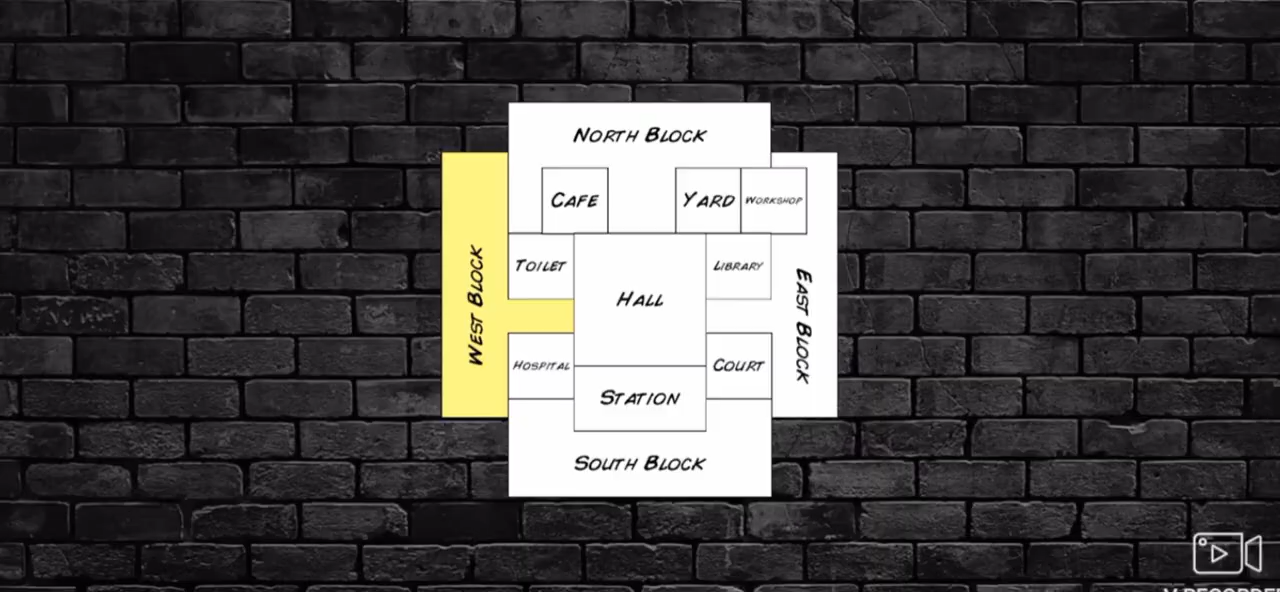 North Block
Cafe
Yard
Workshop
Toilet
Library
Hall
West Block
East Block
Hospital
Court
Station
South Block